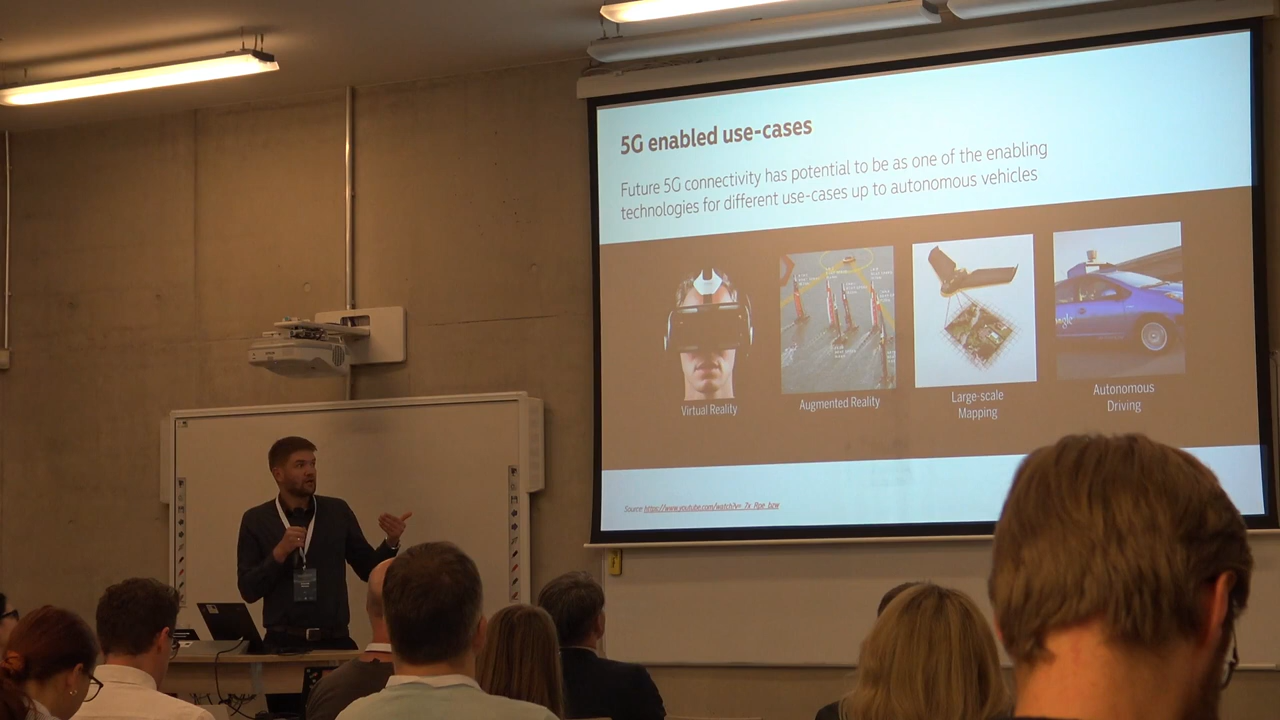 5G enabled use-cases
Future 5G connectivity has potential to be as one of the enabling
technologies for different use-cases up to autonomous vehicles
Virtual Reality
Augmented Reality
Large-scale
Mapping
Autonomous
Driving
Source